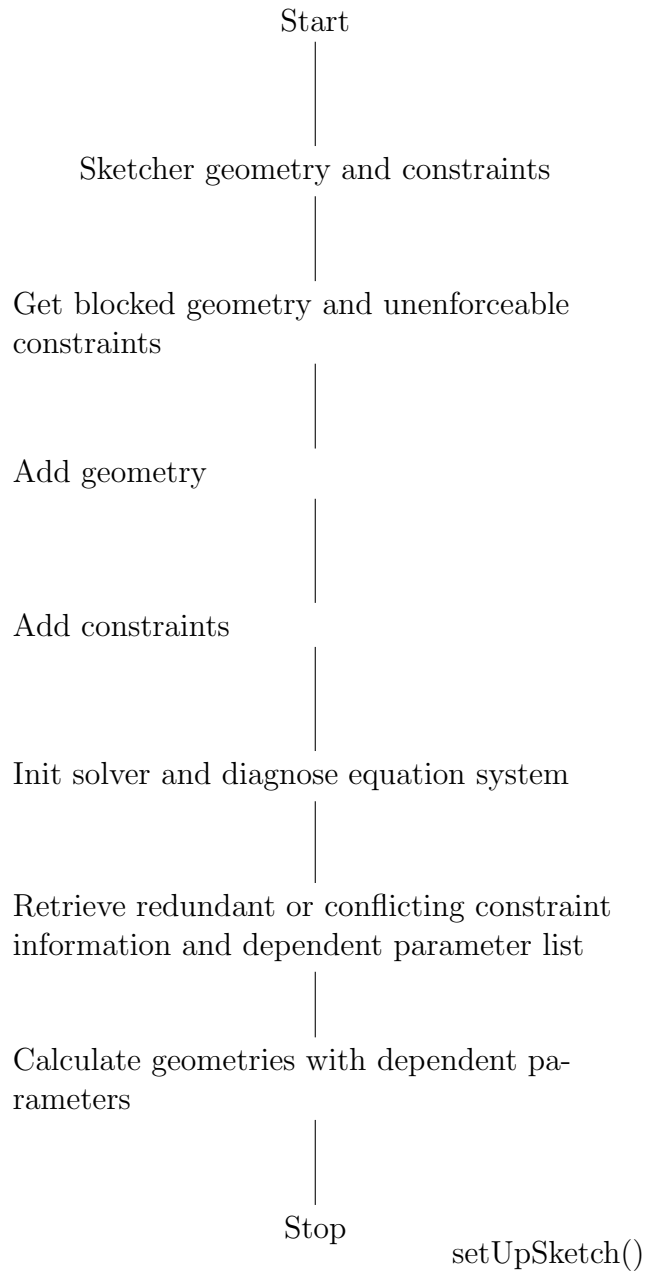 Start
Sketcher geometry and constraints
Get blocked geometry and unenforceable
constraints
Add geometry
Add constraints
Init solver and diagnose equation system
Retrieve redundant or conflicting constraint
information and dependent parameter list
Calculate geometries with dependent pa-
rameters
Stop
setUpSketch()